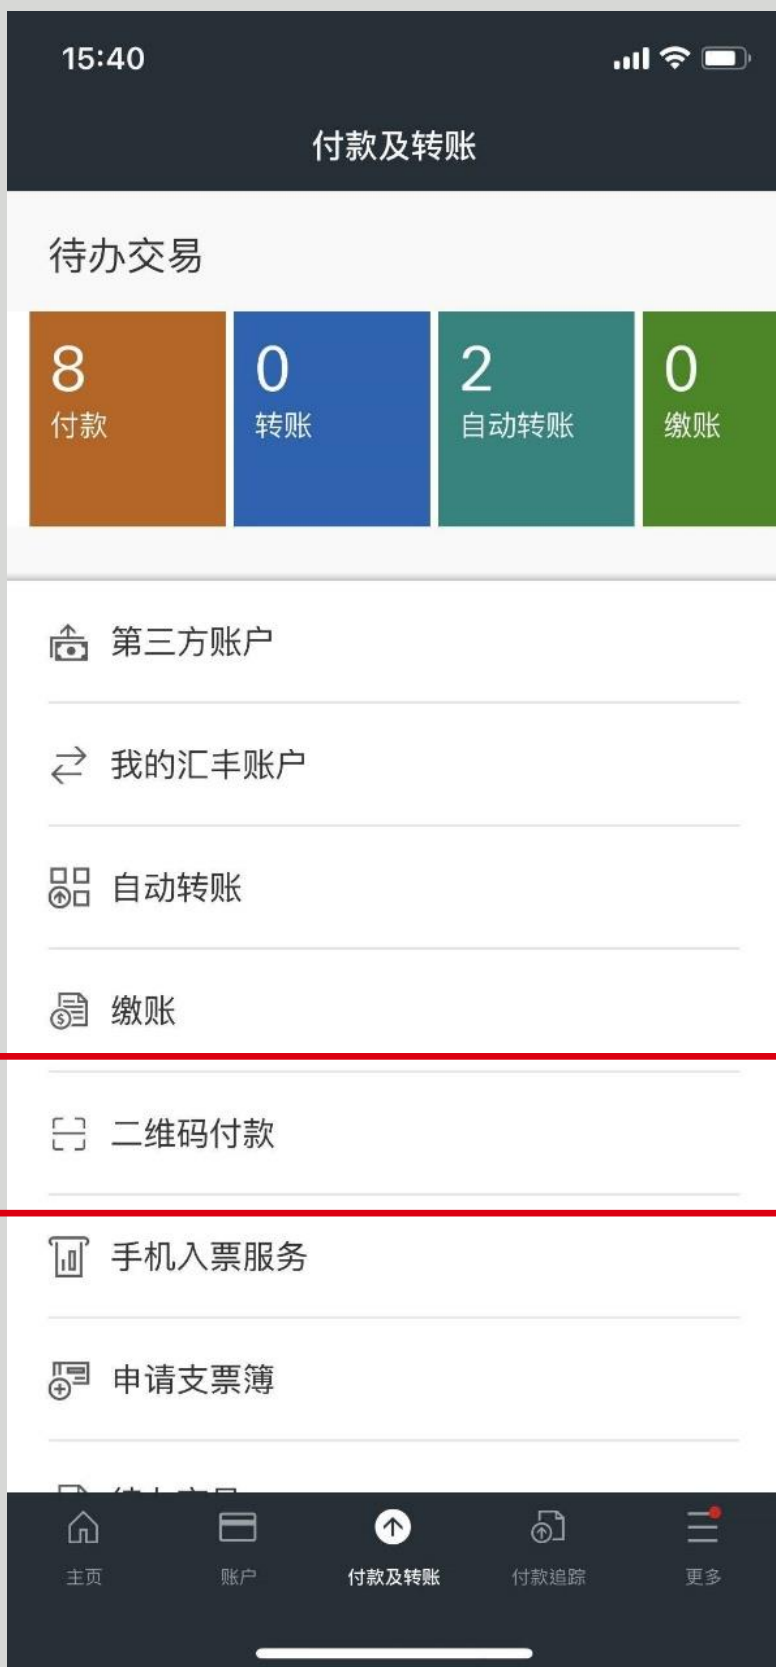 15:40
付款及转账
待办交易
8
付款
0
转账
2
自动转账
0
缴账
第三方账户
我的汇丰账户
自动转账
缴账
二维码付款
手机入票服务
申请支票簿
主页
账户
付款及转账
付款追踪
更多